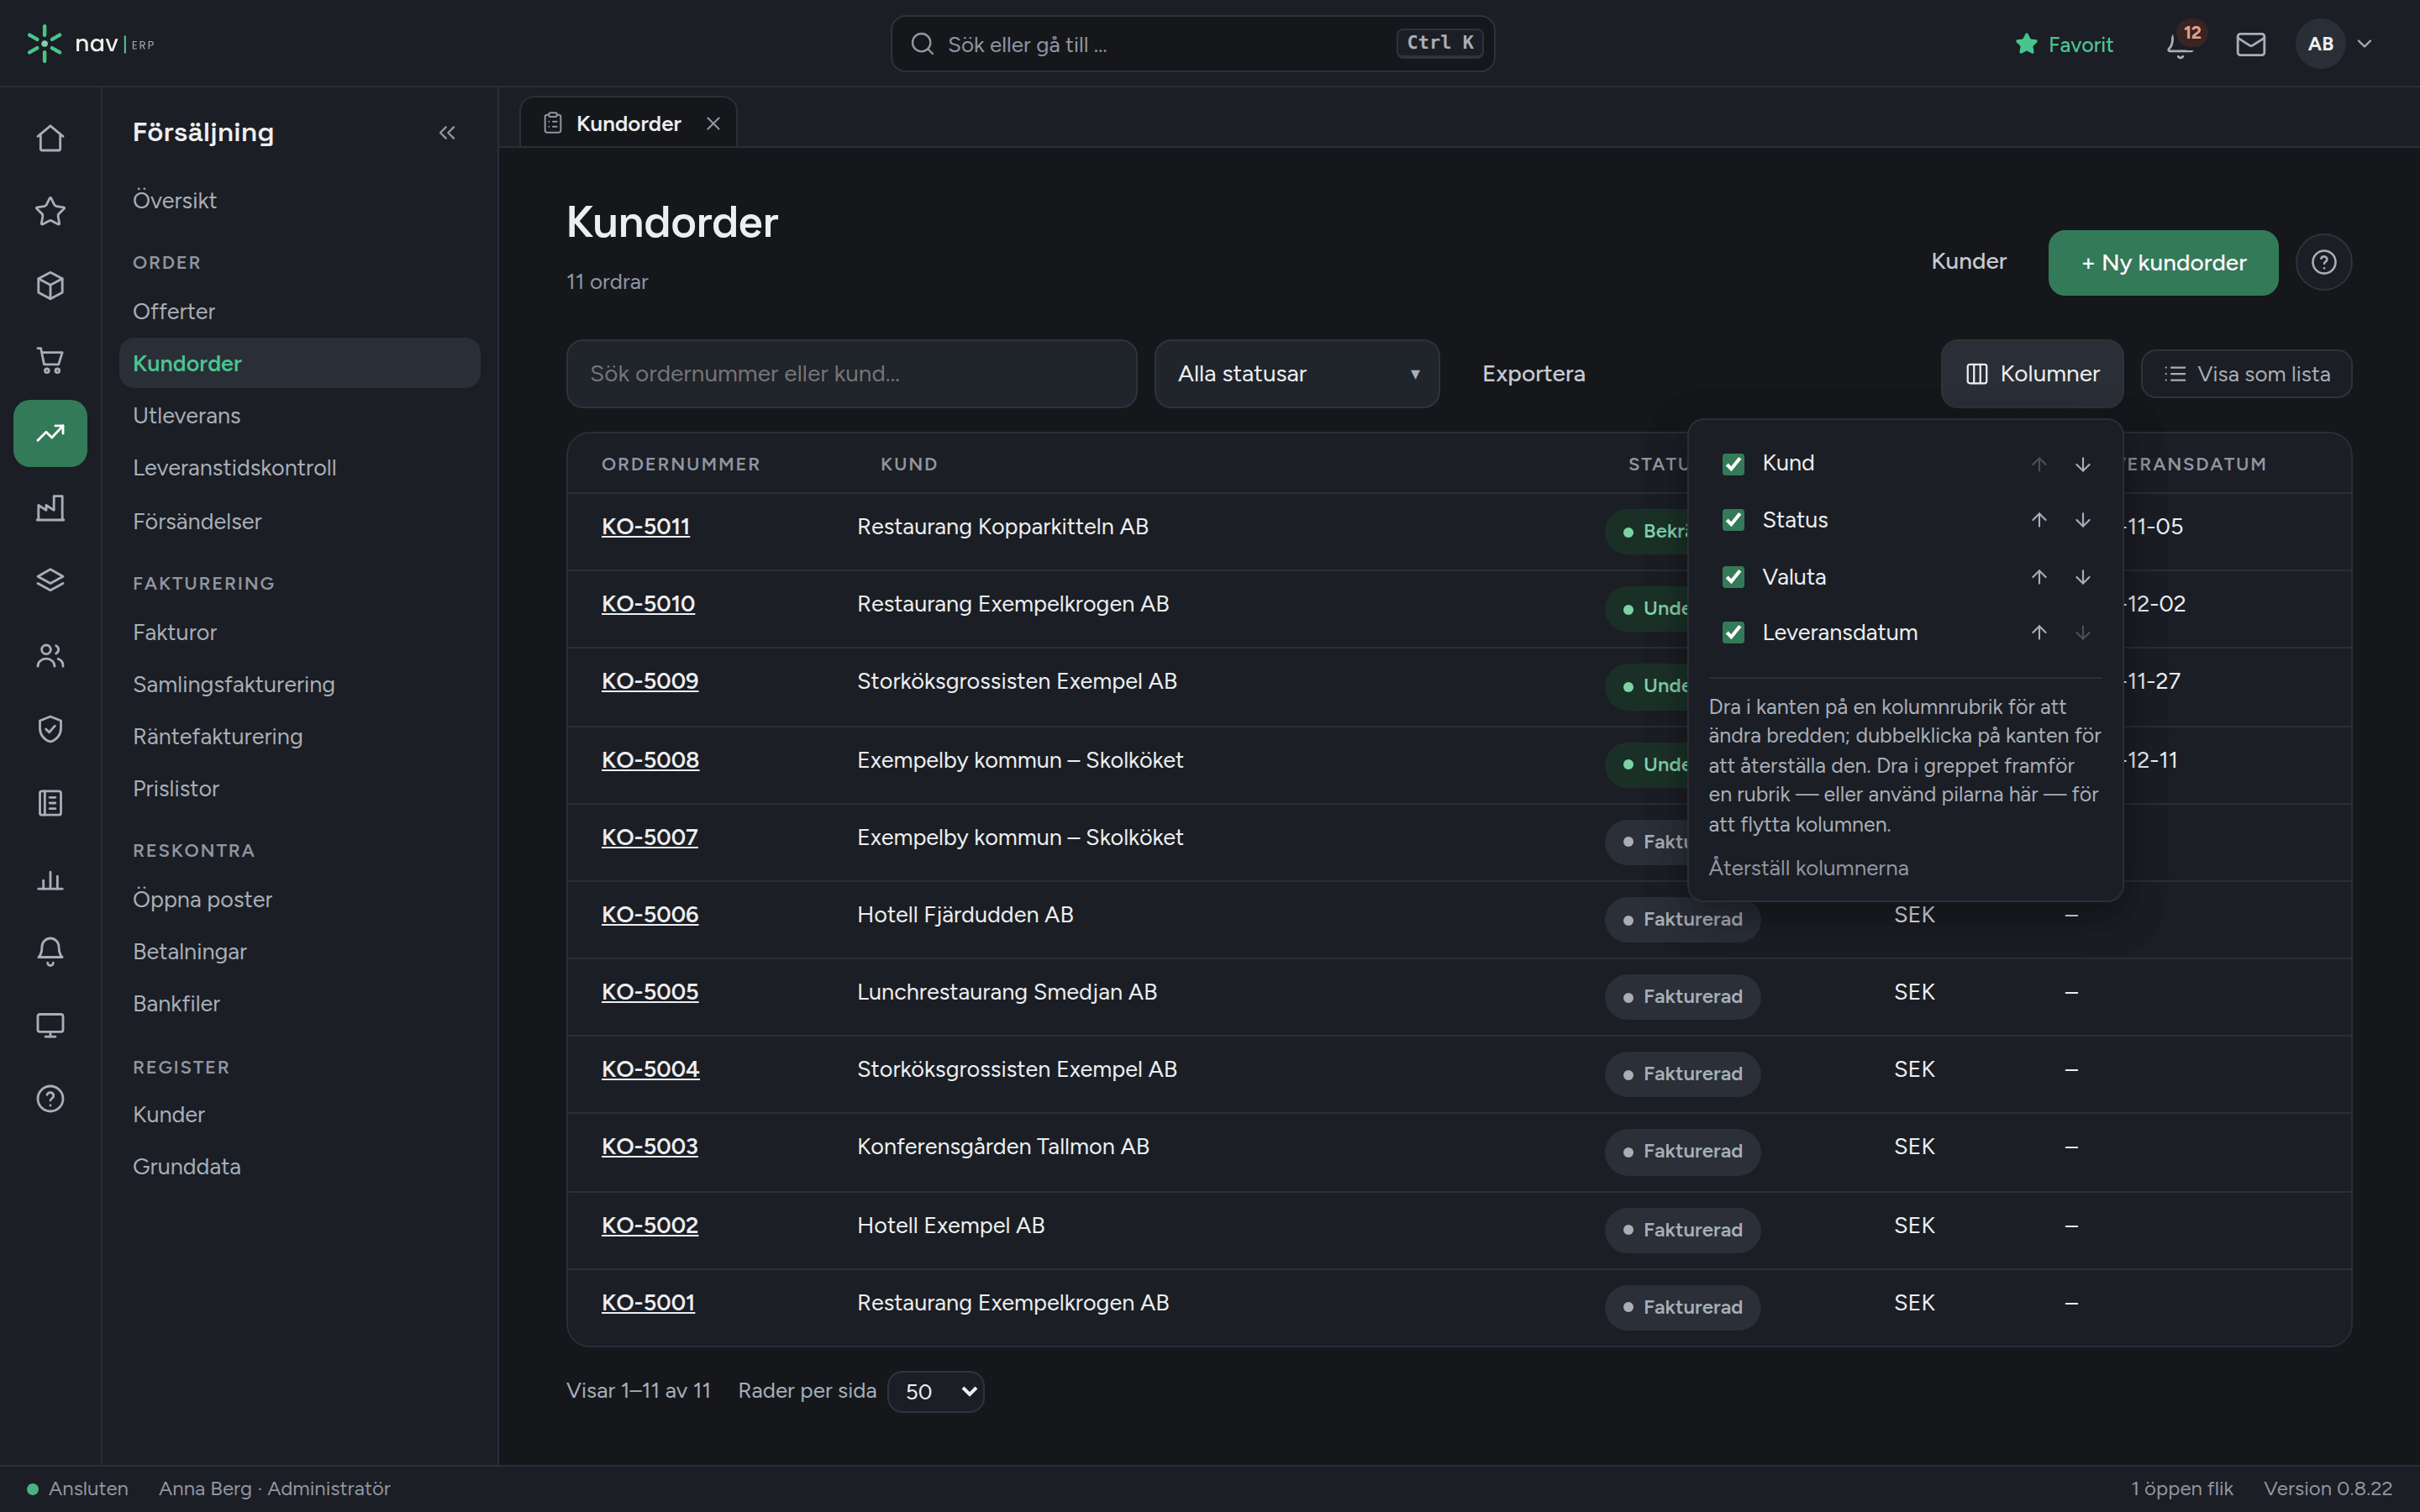 nav ERP
Sök eller gå till ...
Ctrl K
Favorit
12
AB
Försäljning
Översikt
ORDER
Offerter
Kundorder
Utleverans
Leveranstidskontroll
Försändelser
FAKTURERING
Fakturor
Samlingsfakturering
Räntefakturering
Prislistor
RESKONTRA
Öppna poster
Betalningar
Bankfiler
REGISTER
Kunder
Grunddata
Kundorder
Kundorder
11 ordrar
Kunder
+ Ny kundorder
Sök ordernummer eller kund...
Alla statusar
Exportera
Kolumner
Visa som lista
ORDERNUMMER KUND
KO-5011 Restaurang Kopparkitteln AB -11-05
KO-5010 Restaurang Exempelkrogen AB -12-02
KO-5009 Storköksgrossisten Exempel AB -11-27
KO-5008 Exempelby kommun – Skolköket -12-11
KO-5007 Exempelby kommun – Skolköket
KO-5006 Hotell Fjärdudden AB Fakturerad SEK –
KO-5005 Lunchrestaurang Smedjan AB Fakturerad SEK –
KO-5004 Storköksgrossisten Exempel AB Fakturerad SEK –
KO-5003 Konferensgården Tallmon AB Fakturerad SEK –
KO-5002 Hotell Exempel AB Fakturerad SEK –
KO-5001 Restaurang Exempelkrogen AB Fakturerad SEK –
Kund
Status
Valuta
Leveransdatum
Dra i kanten på en kolumnrubrik för att
ändra bredden; dubbelklicka på kanten för
att återställa den. Dra i greppet framför
en rubrik — eller använd pilarna här — för
att flytta kolumnen.
Återställ kolumnerna
Visar 1–11 av 11 Rader per sida 50
Ansluten Anna Berg · Administratör
1 öppen flik Version 0.8.22